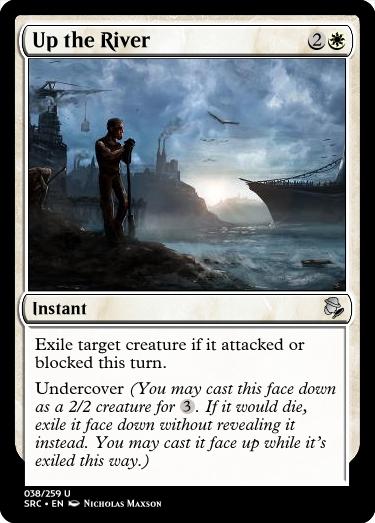 Up the River 2
Instant
Exile target creature if it attacked or
blocked this turn.
Undercover (You may cast this face down
as a 2/2 creature for 3. If it would die,
exile it face down without revealing it
instead. You may cast it face up while it's
exiled this way.)
038/259 U
SRC • EN Nicholas Maxson